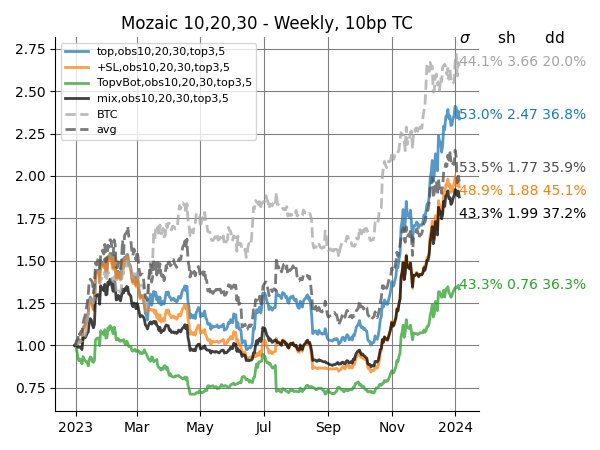 Mozaic 10,20,30 - Weekly, 10bp TC
σ sh dd
2.75
2.50
2.25
2.00
1.75
1.50
1.25
1.00
0.75
top,obs10,20,30,top3,5
+SL,obs10,20,30,top3,5
TopvBot,obs10,20,30,top3,5
mix,obs10,20,30,top3,5
BTC
avg
44.1% 3.66 20.0%
53.0% 2.47 36.8%
53.5% 1.77 35.9%
48.9% 1.88 45.1%
43.3% 1.99 37.2%
43.3% 0.76 36.3%
2023 Mar May Jul Sep Nov 2024